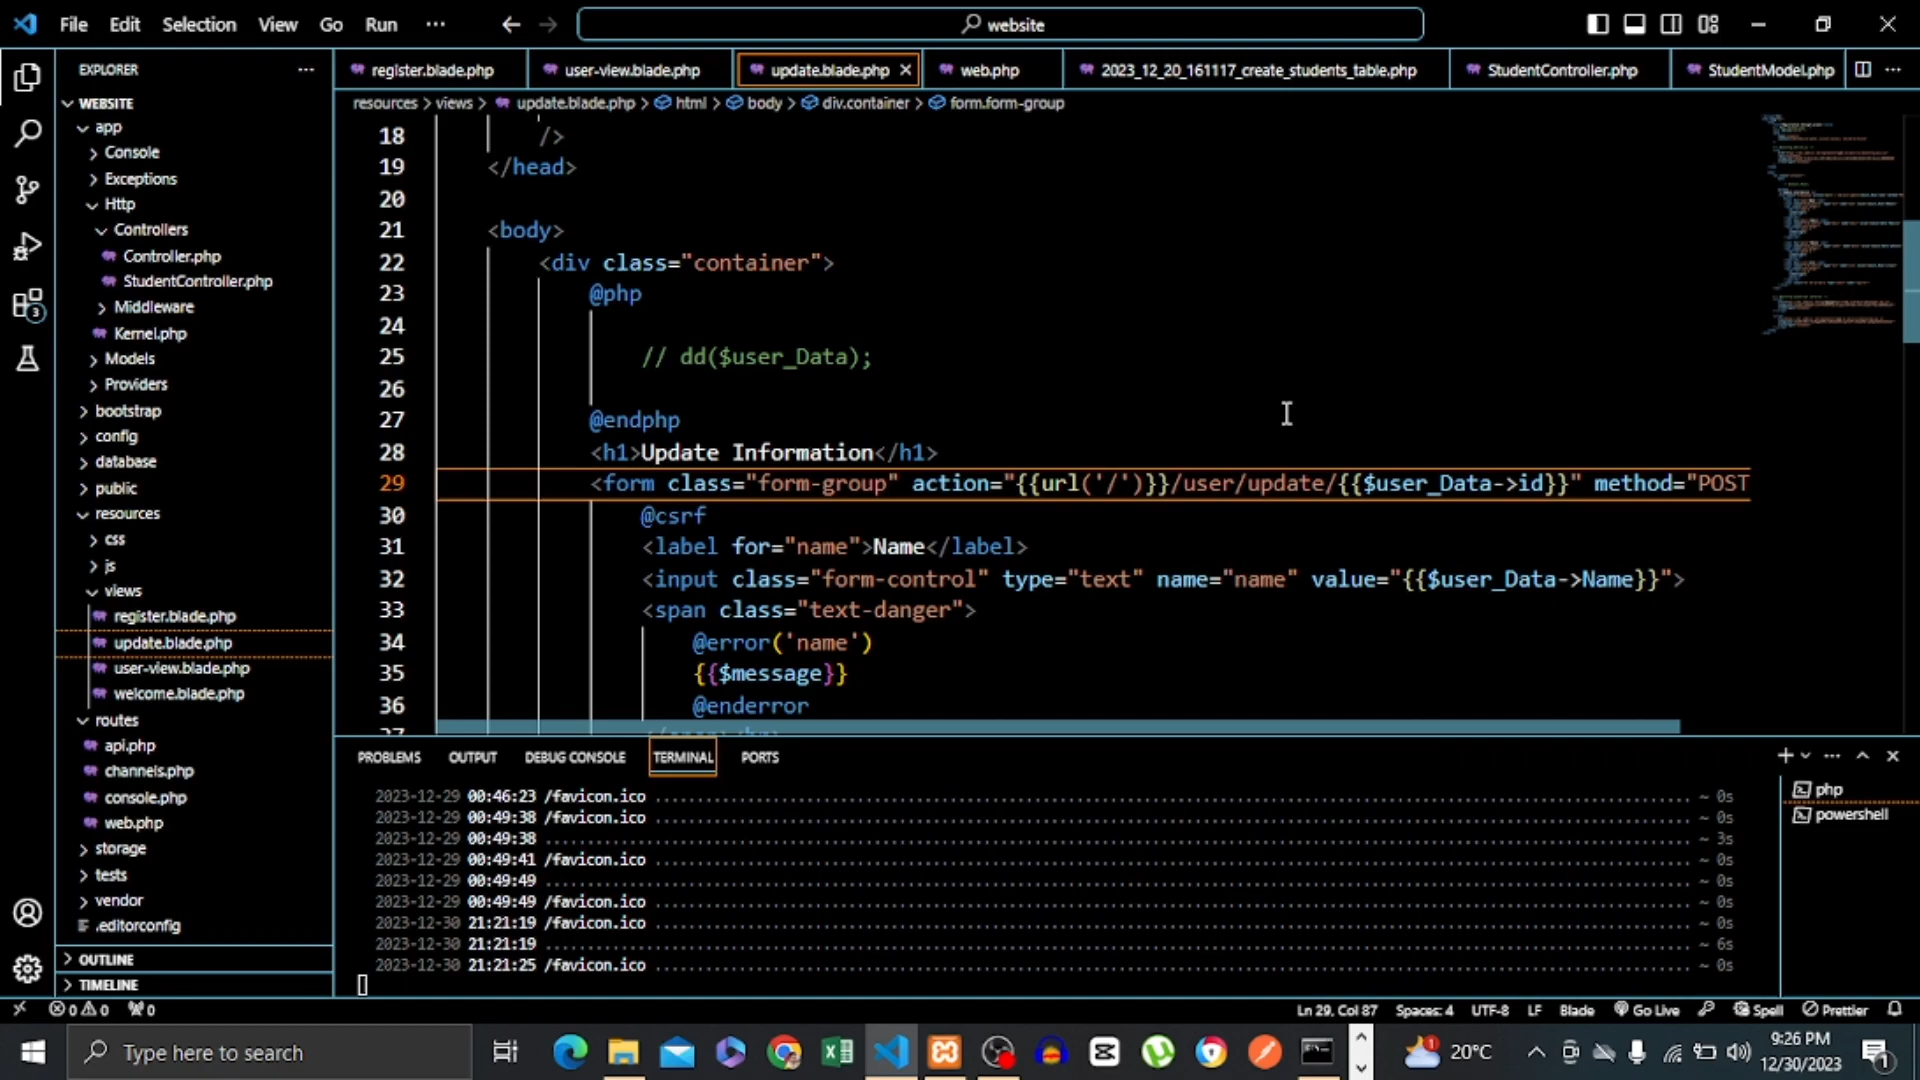 File Edit Selection View Go Run ··· website
EXPLORER ···
WEBSITE
app
Console
Exceptions
Http
Controllers
Controller.php
StudentController.php
Middleware
Kernel.php
Models
Providers
bootstrap
config
database
public
resources
css
js
views
register.blade.php
update.blade.php
user-view.blade.php
welcome.blade.php
routes
api.php
channels.php
console.php
web.php
storage
tests
vendor
.editorconfig
OUTLINE
TIMELINE
register.blade.php user-view.blade.php update.blade.php web.php 2023_12_20_161117_create_students_table.php StudentController.php StudentModel.php ···
resources > views > update.blade.php > html > body > div.container > form.form-group
18 />
19 </head>
20
21 <body>
22 <div class="container">
23 @php
24
25 // dd($user_Data);
26
27 @endphp
28 <h1>Update Information</h1>
29 <form class="form-group" action="{{url('/')}}/user/update/{{$user_Data->id}}" method="POST
30 @csrf
31 <label for="name">Name</label>
32 <input class="form-control" type="text" name="name" value="{{$user_Data->Name}}">
33 <span class="text-danger">
34 @error('name')
35 {{$message}}
36 @enderror
PROBLEMS OUTPUT DEBUG CONSOLE TERMINAL PORTS
2023-12-29 00:46:23 /favicon.ico ........ ~ 0s
2023-12-29 00:49:38 /favicon.ico ........ ~ 0s
2023-12-29 00:49:38 ........ ~ 3s
2023-12-29 00:49:41 /favicon.ico ........ ~ 0s
2023-12-29 00:49:49 ........ ~ 0s
2023-12-29 00:49:49 /favicon.ico ........ ~ 0s
2023-12-30 21:21:19 /favicon.ico ........ ~ 0s
2023-12-30 21:21:19 ........ ~ 6s
2023-12-30 21:21:25 /favicon.ico ........ ~ 0s
php
powershell
0 0 0 Ln 29, Col 87 Spaces: 4 UTF-8 LF Blade Go Live Spell Prettier
Type here to search 20°C 9:26 PM
12/30/2023